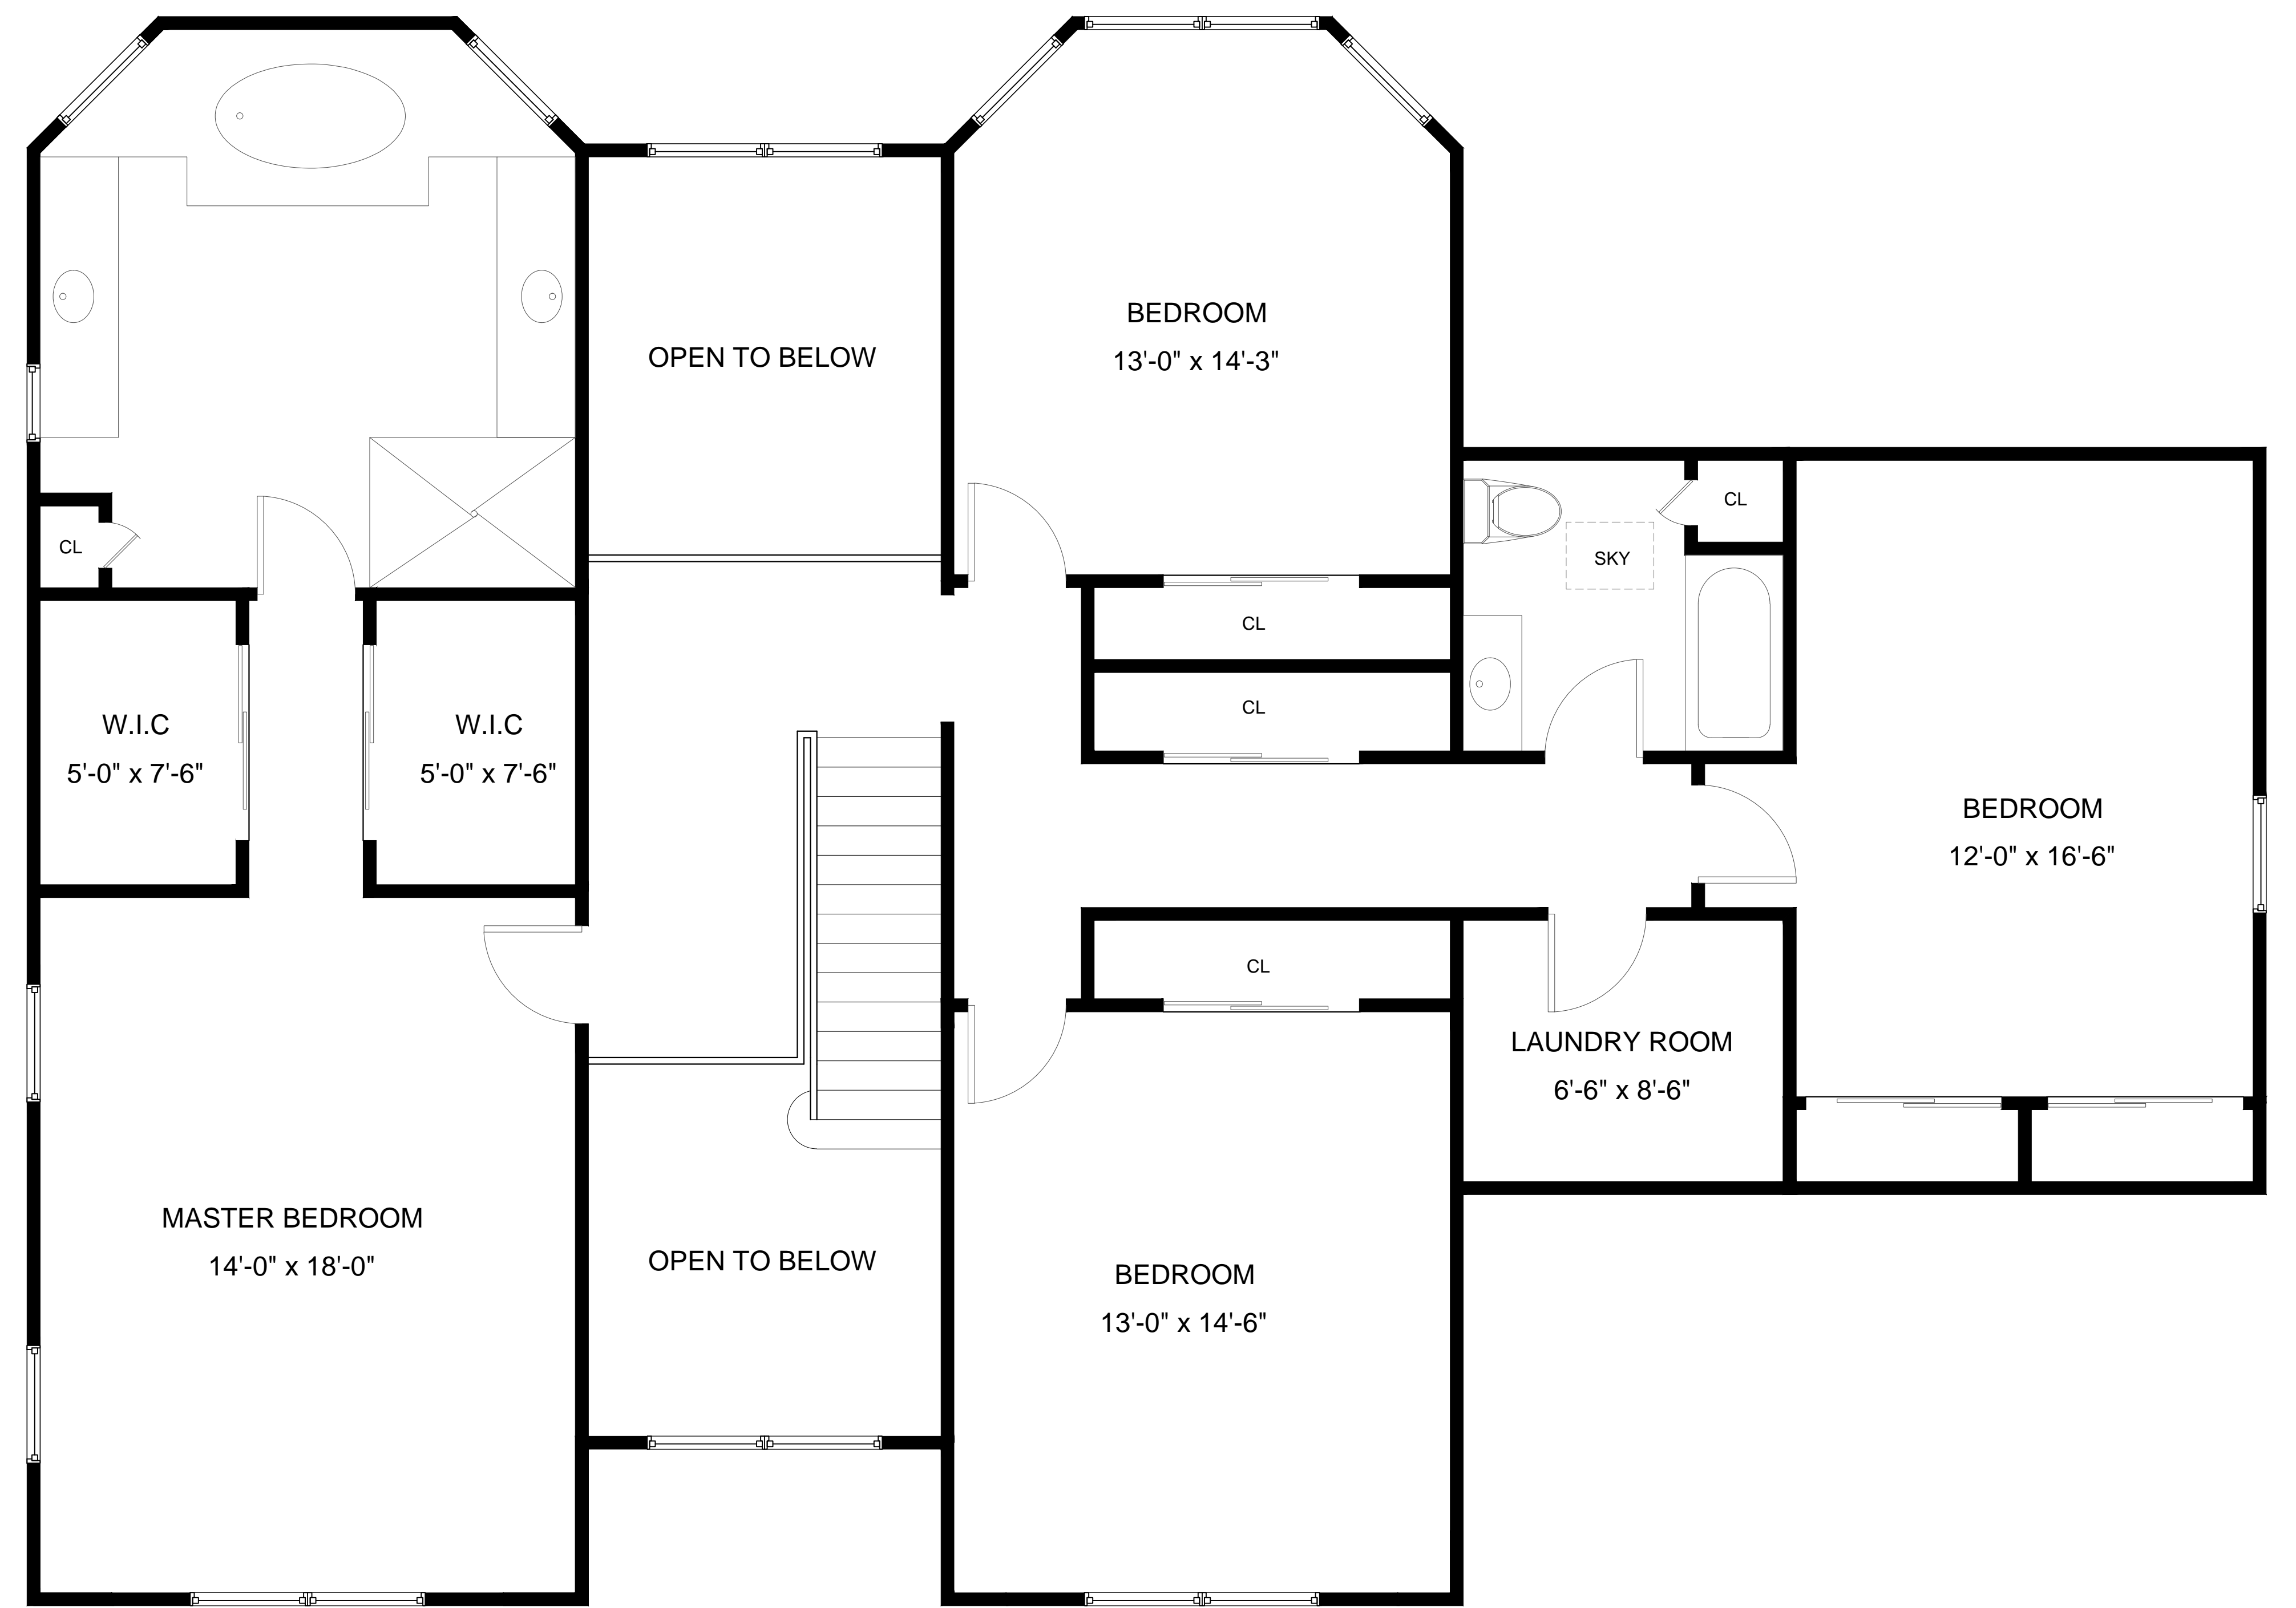 BEDROOM
13'-0" x 14'-3"
OPEN TO BELOW
CL
SKY
CL
CL
CL
W.I.C
5'-0" x 7'-6"
W.I.C
5'-0" x 7'-6"
BEDROOM
12'-0" x 16'-6"
CL
LAUNDRY ROOM
6'-6" x 8'-6"
MASTER BEDROOM
14'-0" x 18'-0"
OPEN TO BELOW
BEDROOM
13'-0" x 14'-6"